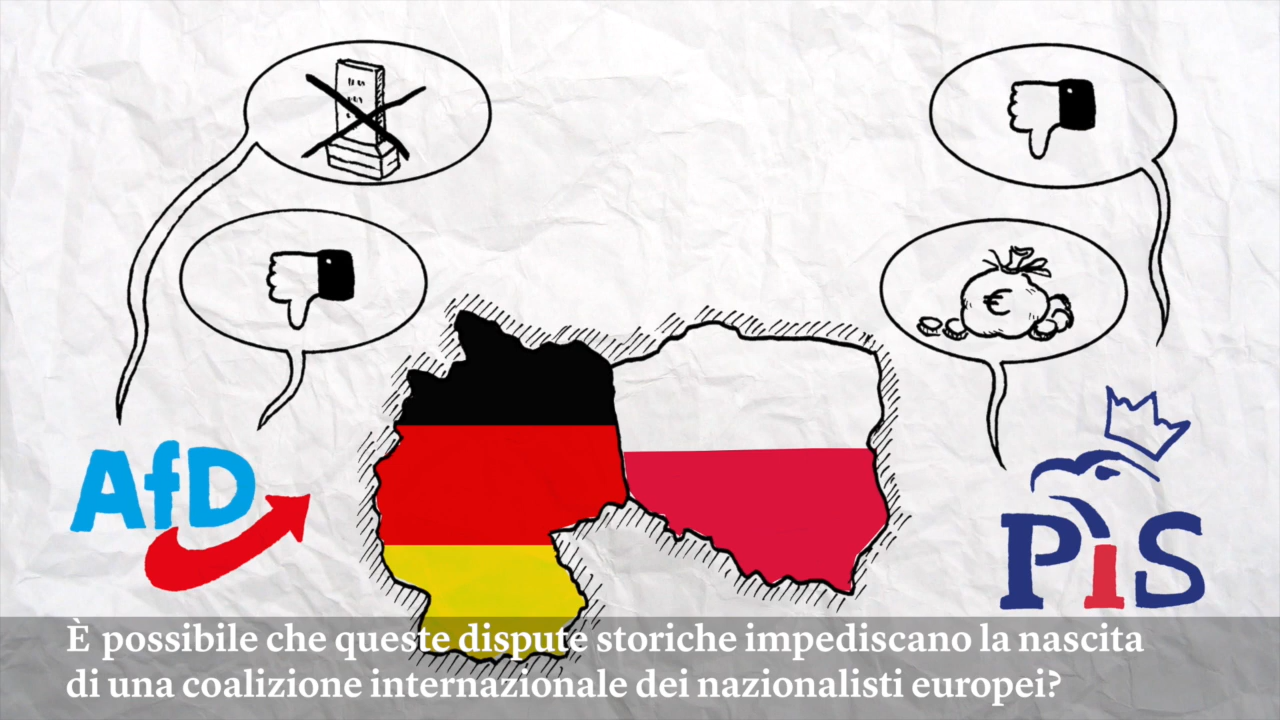 €
AfD
PiS
È possibile che queste dispute storiche impediscano la nascita
di una coalizione internazionale dei nazionalisti europei?